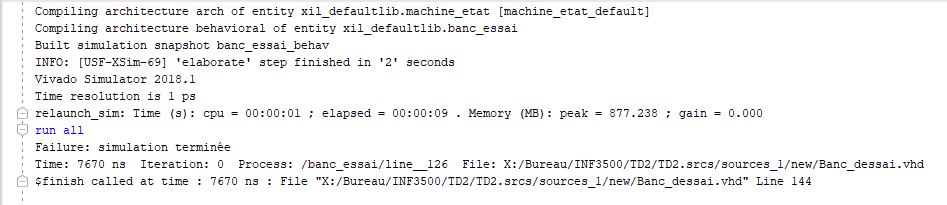 Compiling architecture arch of entity xil_defaultlib.machine_etat [machine_etat_default]
Compiling architecture behavioral of entity xil_defaultlib.banc_essai
Built simulation snapshot banc_essai_behav
INFO: [USF-XSim-69] 'elaborate' step finished in '2' seconds
Vivado Simulator 2018.1
Time resolution is 1 ps
relaunch_sim: Time (s): cpu = 00:00:01 ; elapsed = 00:00:09 . Memory (MB): peak = 877.238 ; gain = 0.000
run all
Failure: simulation terminée
Time: 7670 ns  Iteration: 0  Process: /banc_essai/line__126  File: X:/Bureau/INF3500/TD2/TD2.srcs/sources_1/new/Banc_dessai.vhd
$finish called at time : 7670 ns : File "X:/Bureau/INF3500/TD2/TD2.srcs/sources_1/new/Banc_dessai.vhd" Line 144